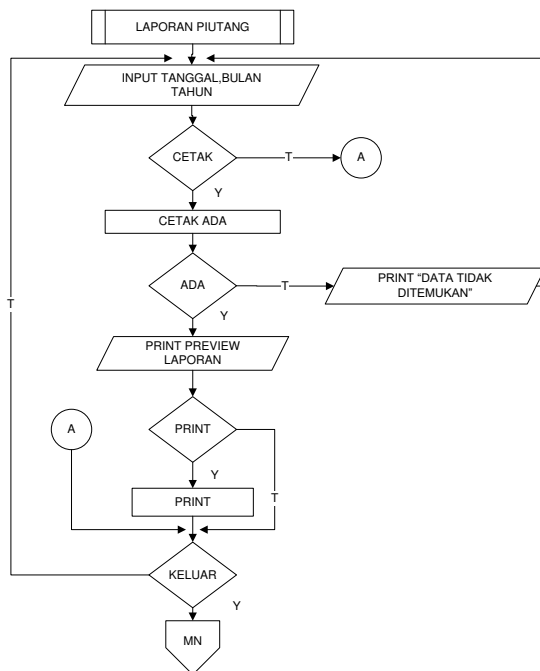 LAPORAN PIUTANG
INPUT TANGGAL,BULAN
TAHUN
CETAK
T
A
Y
CETAK ADA
ADA
T
PRINT “DATA TIDAK
DITEMUKAN”
Y
T
PRINT PREVIEW
LAPORAN
A
PRINT
Y
T
PRINT
KELUAR
Y
MN